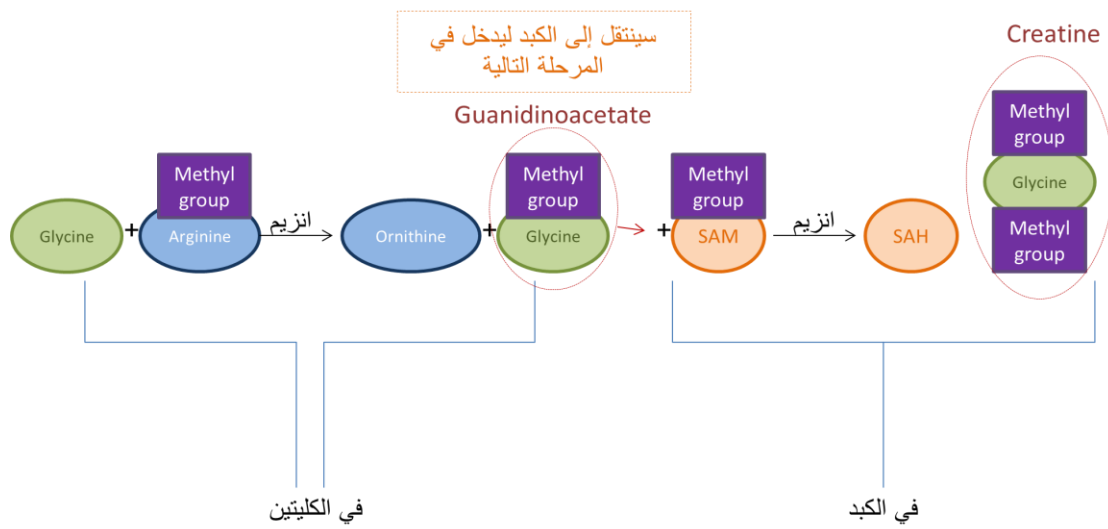 سينتقل إلى الكبد ليدخل في
المرحلة التالية
Creatine
Guanidinoacetate
Methyl
group
Glycine
Methyl
group
Glycine
+
Methyl
group
Arginine
انزيم
Ornithine
+
Methyl
group
Glycine
+
Methyl
group
SAM
انزيم
SAH
في الكليتين
في الكبد